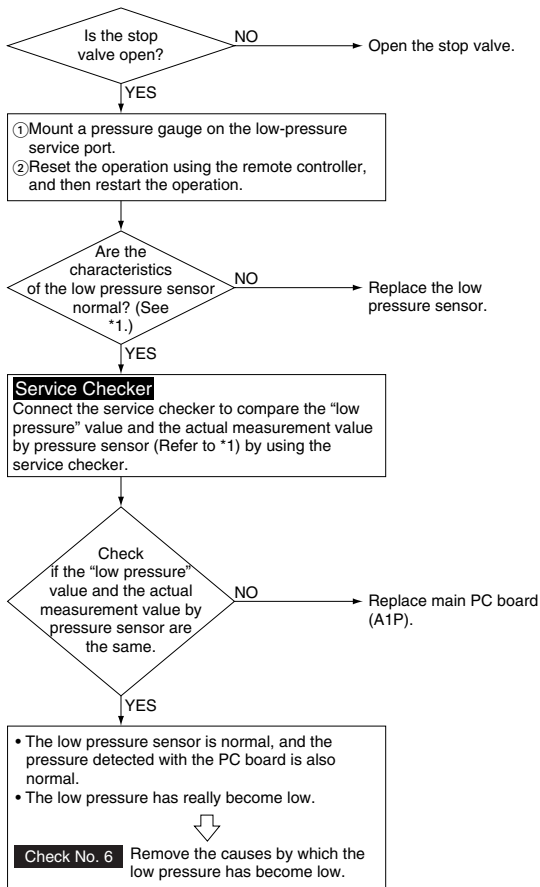 Is the stop
valve open?
NO
Open the stop valve.
YES
①Mount a pressure gauge on the low-pressure
service port.
②Reset the operation using the remote controller,
and then restart the operation.
Are the
characteristics
of the low pressure sensor
normal? (See
*1.)
NO
Replace the low
pressure sensor.
YES
Service Checker
Connect the service checker to compare the “low
pressure” value and the actual measurement value
by pressure sensor (Refer to *1) by using the
service checker.
Check
if the “low pressure”
value and the actual
measurement value by
pressure sensor are
the same.
NO
Replace main PC board
(A1P).
YES
• The low pressure sensor is normal, and the
pressure detected with the PC board is also
normal.
• The low pressure has really become low.
Check No. 6 Remove the causes by which the
low pressure has become low.